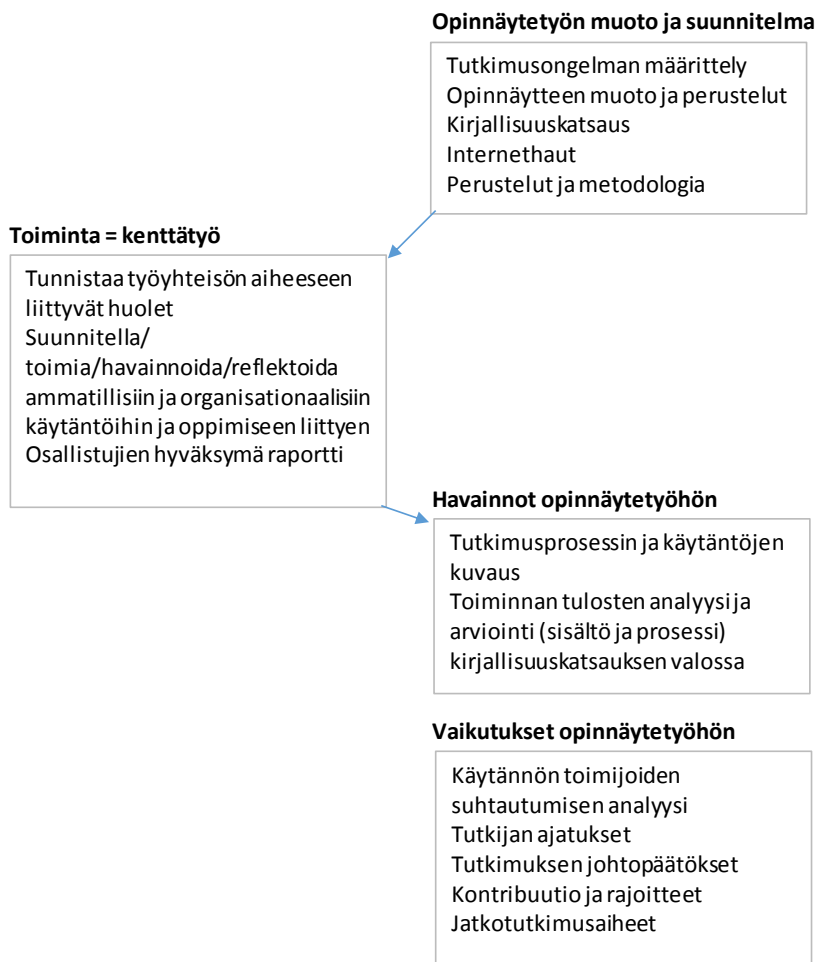 Opinnäytetyön muoto ja suunnitelma
Tutkimusongelman määrittely
Opinnäytteen muoto ja perustelut
Kirjallisuuskatsaus
Internethaut
Perustelut ja metodologia
Toiminta = kenttätyö
Tunnistaa työyhteisön aiheeseen
liittyvät huolet
Suunnitella/
toimia/havainnoida/reflektoida
ammatillisiin ja organisationaalisiin
käytäntöihin ja oppimiseen liittyen
Osallistujien hyväksymä raportti
Havainnot opinnäytetyöhön
Tutkimusprosessin ja käytäntöjen
kuvaus
Toiminnan tulosten analyysi ja
arviointi (sisältö ja prosessi)
kirjallisuuskatsauksen valossa
Vaikutukset opinnäytetyöhön
Käytännön toimijoiden
suhtautumisen analyysi
Tutkijan ajatukset
Tutkimuksen johtopäätökset
Kontribuutio ja rajoitteet
Jatkotutkimusaiheet